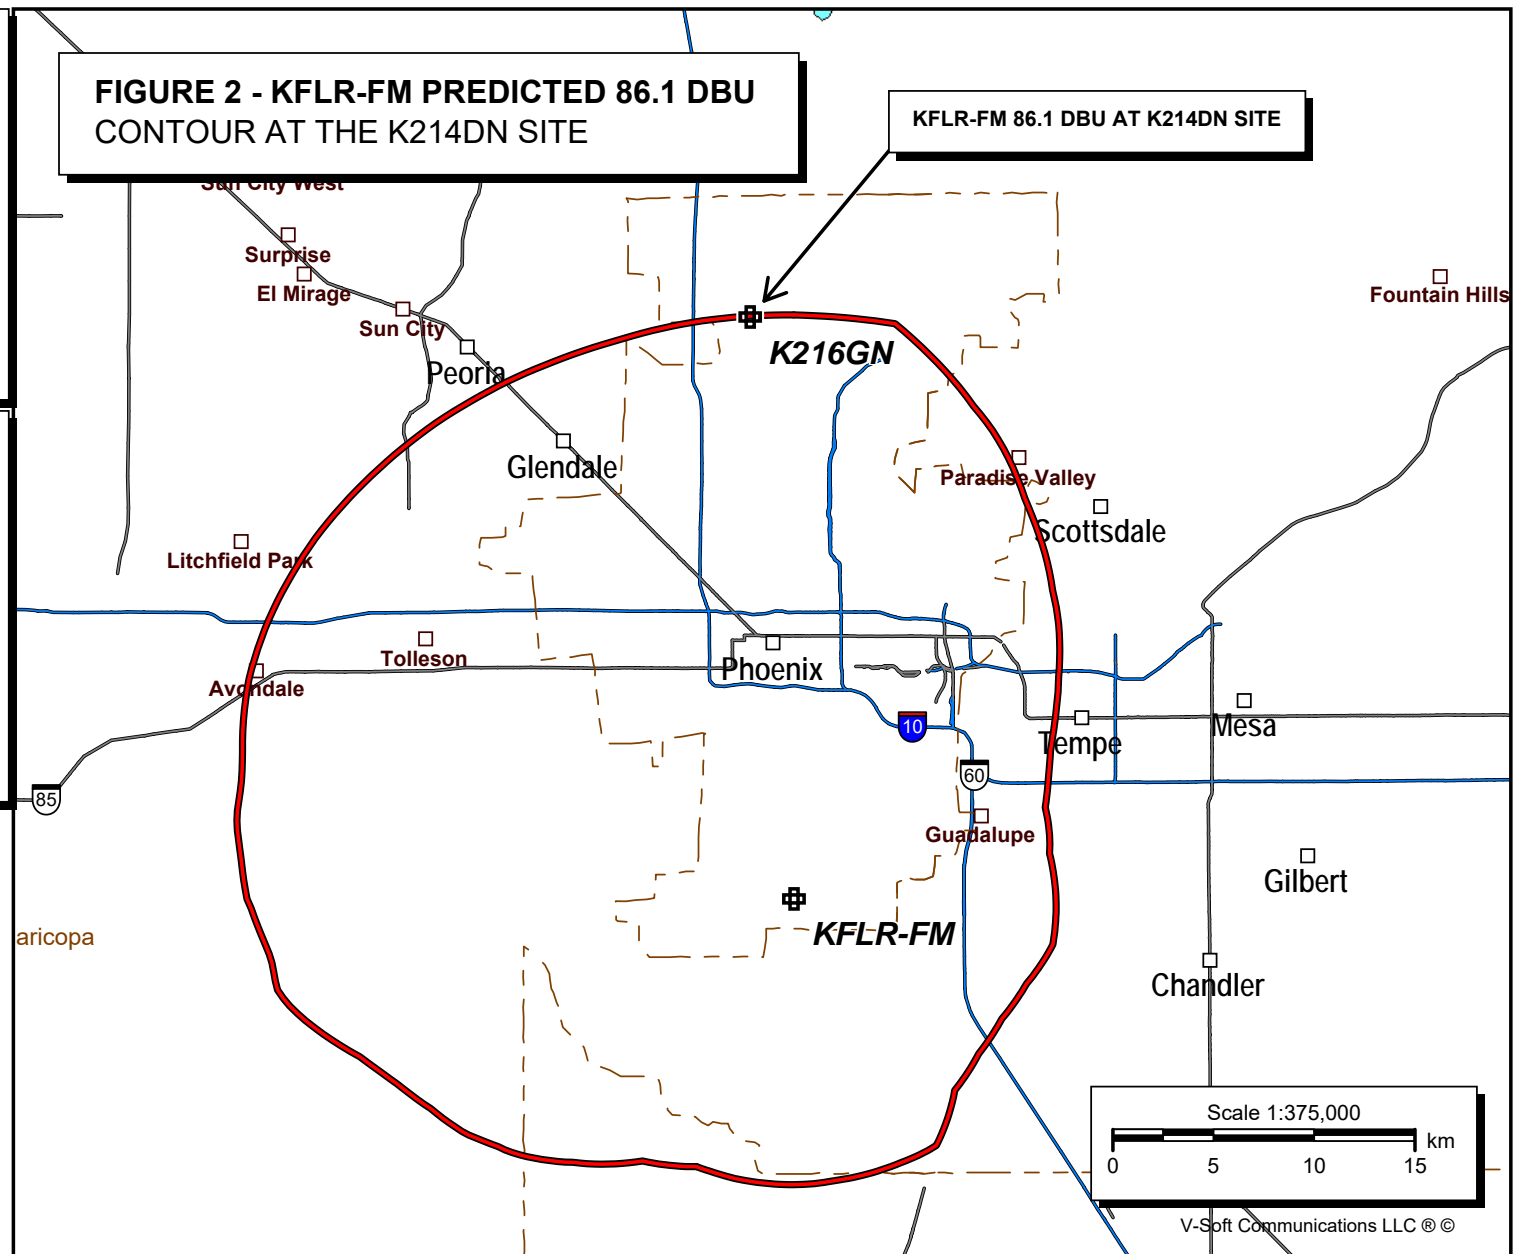 FIGURE 2 - KFLR-FM PREDICTED 86.1 DBU
CONTOUR AT THE K214DN SITE
KFLR-FM 86.1 DBU AT K214DN SITE
Sun City West
Surprise
El Mirage
Fountain Hills
Sun City
K216GN
Peoria
Glendale
Paradise Valley
Scottsdale
Litchfield Park
Tolleson
Phoenix
Avondale
10
Mesa
Tempe
60
85
Guadalupe
Gilbert
KFLR-FM
aricopa
Chandler
Scale 1:375,000
km
0 5 10 15
V-Soft Communications LLC ® ©